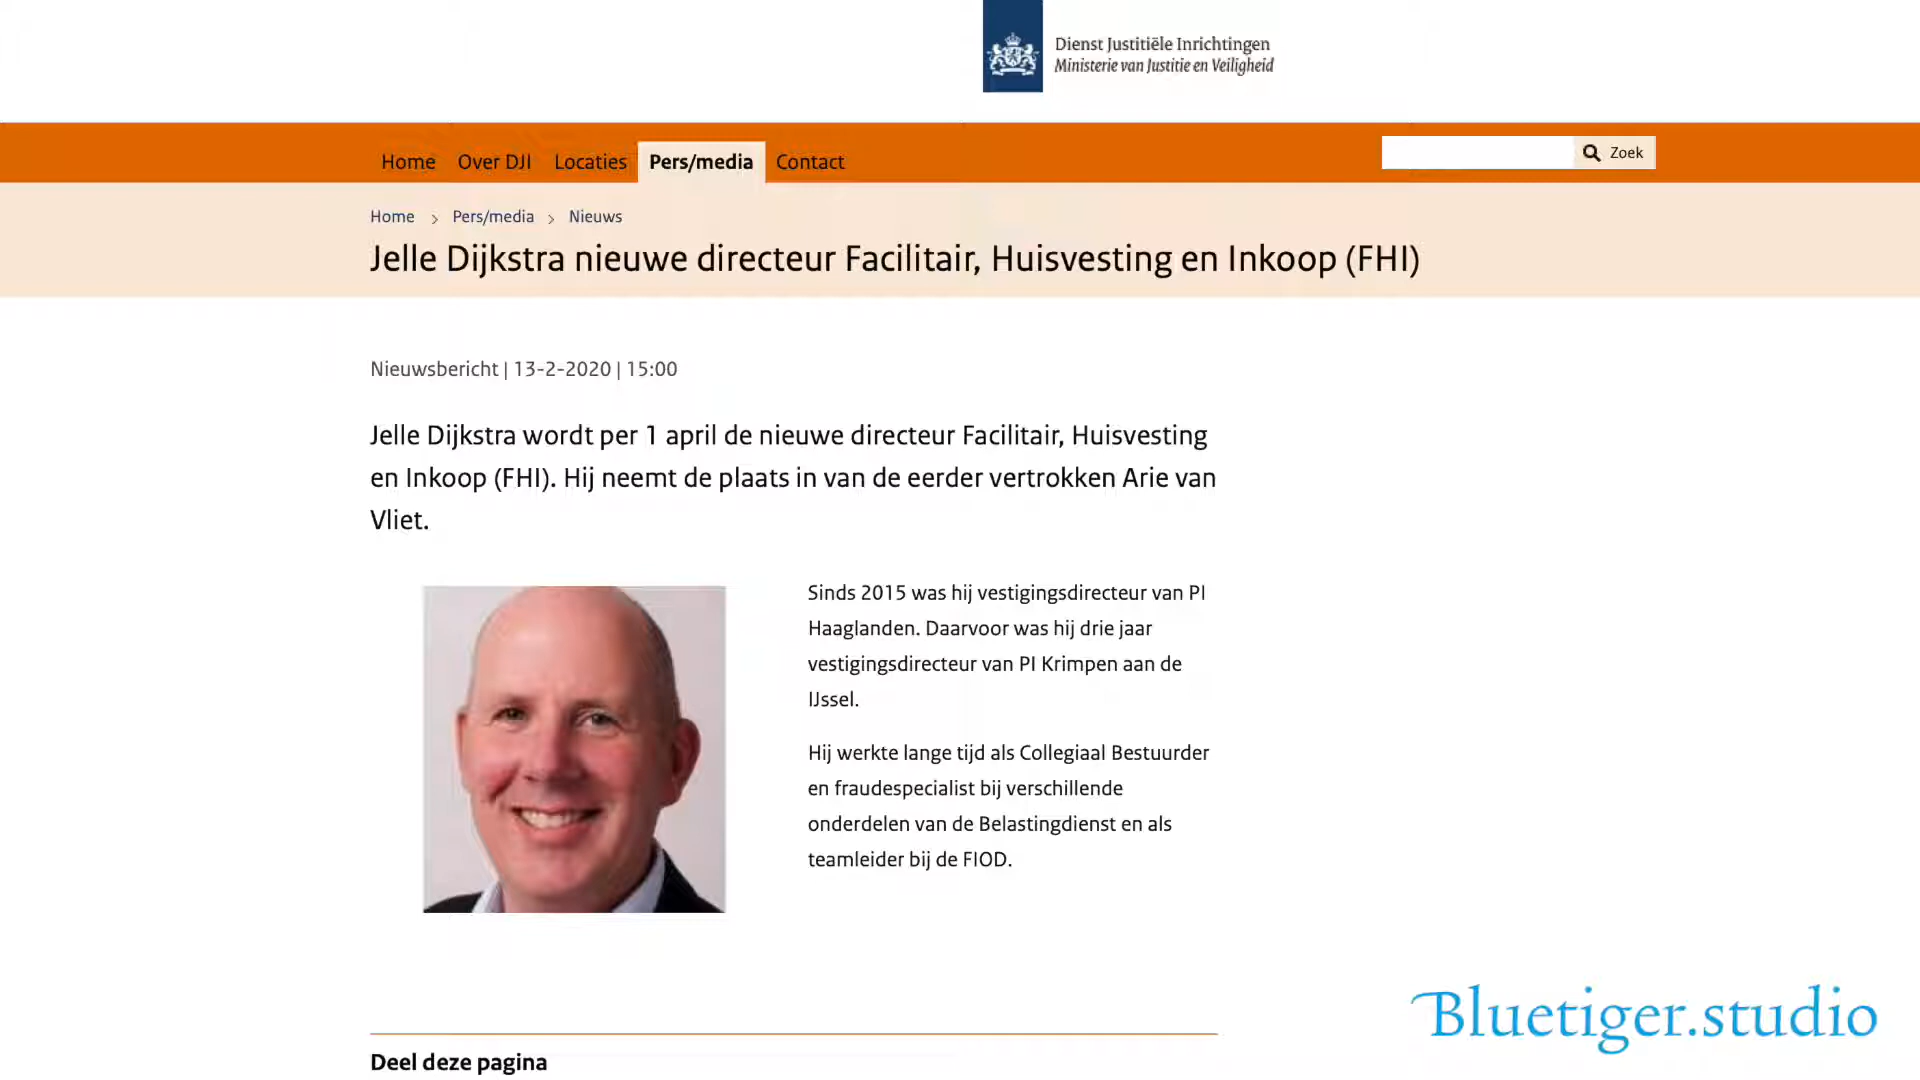 Dienst Justitiële Inrichtingen
Ministerie van Justitie en Veiligheid
Home Over DJI Locaties Pers/media Contact
Zoek
Home > Pers/media > Nieuws
Jelle Dijkstra nieuwe directeur Facilitair, Huisvesting en Inkoop (FHI)
Nieuwsbericht | 13-2-2020 | 15:00
Jelle Dijkstra wordt per 1 april de nieuwe directeur Facilitair, Huisvesting
en Inkoop (FHI). Hij neemt de plaats in van de eerder vertrokken Arie van
Vliet.
Sinds 2015 was hij vestigingsdirecteur van PI
Haaglanden. Daarvoor was hij drie jaar
vestigingsdirecteur van PI Krimpen aan de
IJssel.
Hij werkte lange tijd als Collegiaal Bestuurder
en fraudespecialist bij verschillende
onderdelen van de Belastingdienst en als
teamleider bij de FIOD.
Bluetiger.studio
Deel deze pagina